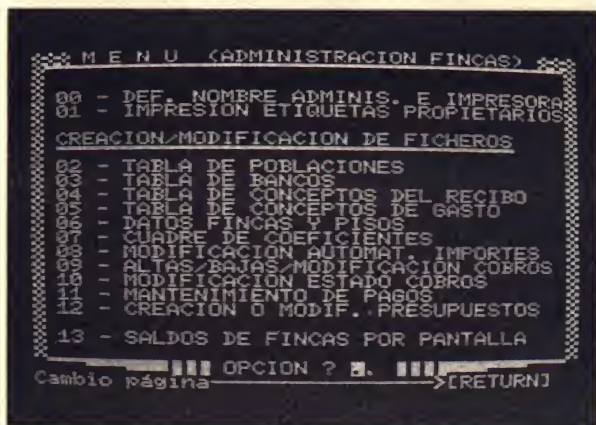 M E N U (ADMINISTRACION FINCAS)
00 - DEF. NOMBRE ADMINIS. E IMPRESORA
01 - IMPRESION ETIQUETAS PROPIETARIOS
CREACION/MODIFICACION DE FICHEROS
02 - TABLA DE POBLACIONES
03 - TABLA DE BANCOS
04 - TABLA DE CONCEPTOS DEL RECIBO
05 - TABLA DE CONCEPTOS DE GASTO
06 - DATOS FINCAS Y PISOS
07 - CUADRE DE COEFICIENTES
08 - MODIFICACION AUTOMAT. IMPORTES
09 - ALTAS/BAJAS/MODIFICACION COBROS
10 - MODIFICACION ESTADO COBROS
11 - MANTENIMIENTO DE PAGOS
12 - CREACION O MODIF. PRESUPUESTOS
13 - SALDOS DE FINCAS POR PANTALLA
OPCION ? .
Cambio página >[RETURN]